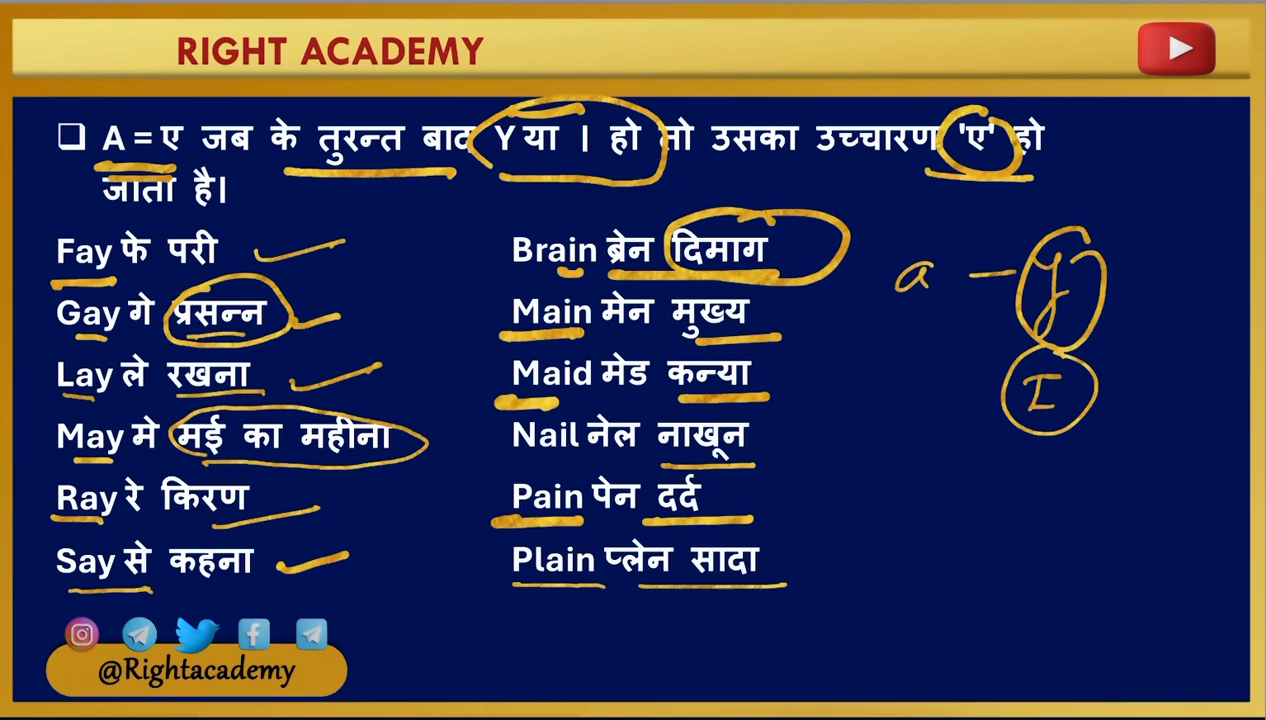 RIGHT ACADEMY
A = ए जब के तुरन्त बाद Y या I हो तो उसका उच्चारण 'ए' हो
जाता है।
Fay फे परी
Gay गे प्रसन्न
Lay ले रखना
May मे मई का महीना
Ray रे किरण
Say से कहना
Brain ब्रेन दिमाग
Main मेन मुख्य
Maid मेड कन्या
Nail नेल नाखून
Pain पेन दर्द
Plain प्लेन सादा
a - y
I
@Rightacademy